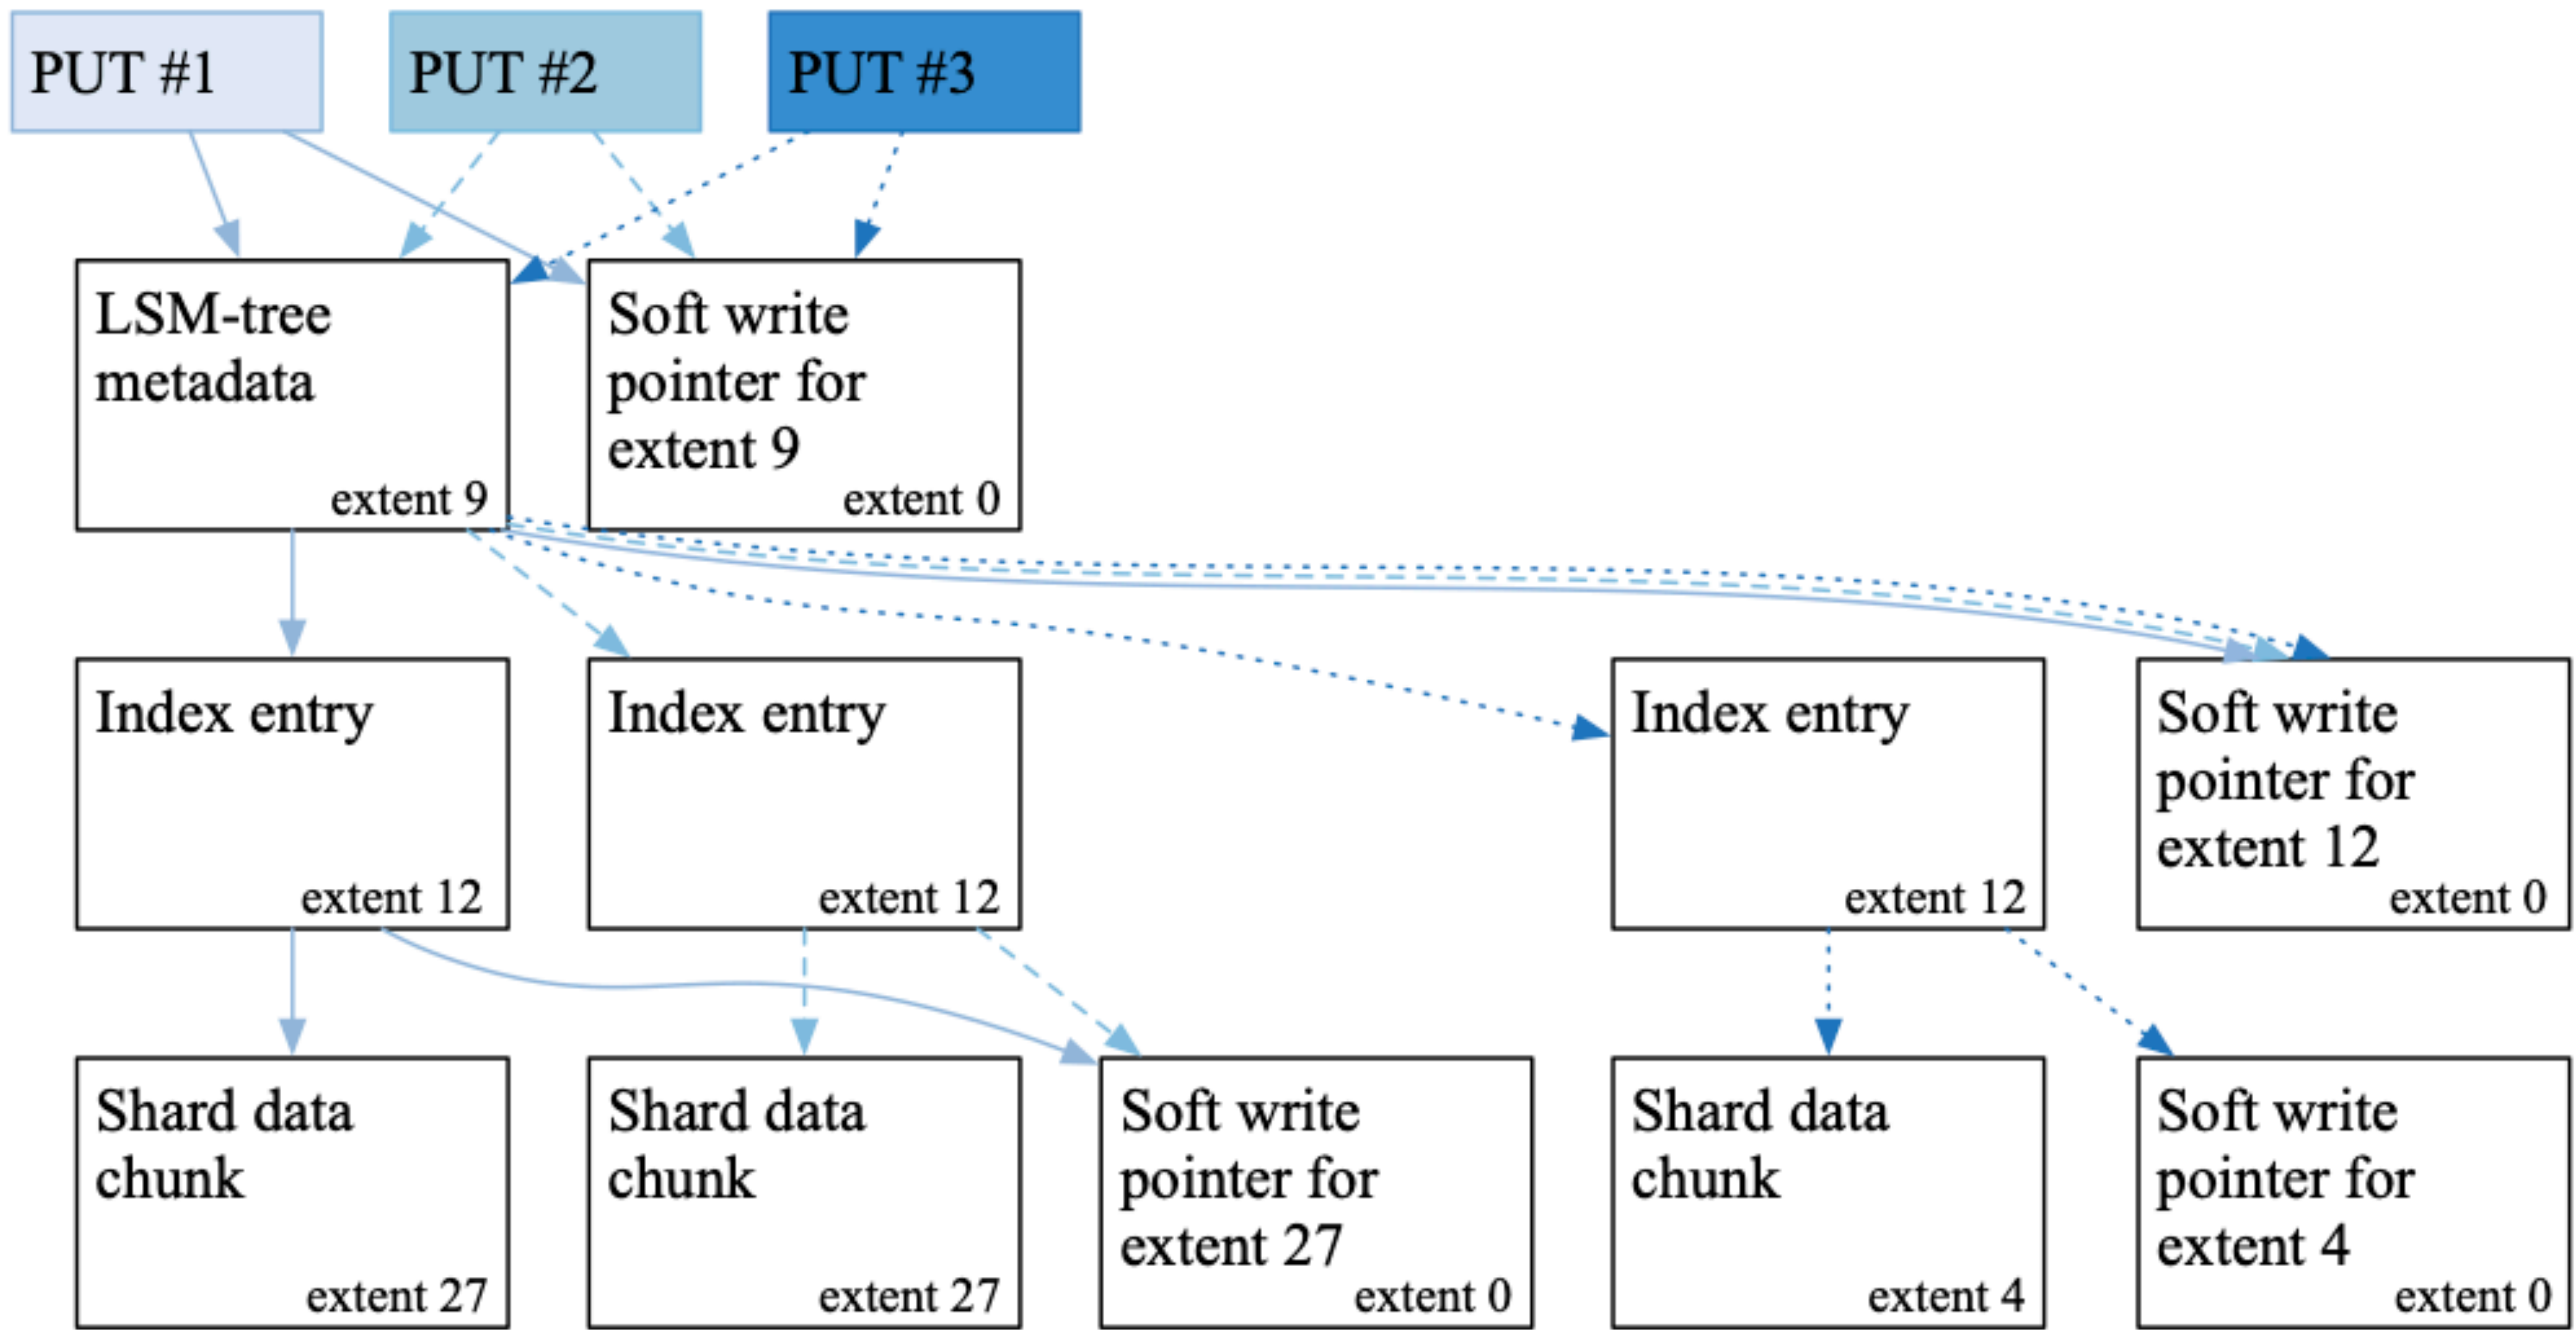 PUT #1
PUT #2
PUT #3
LSM-tree
metadata
extent 9
Soft write
pointer for
extent 9
extent 0
Index entry
extent 12
Index entry
extent 12
Index entry
extent 12
Soft write
pointer for
extent 12
extent 0
Shard data
chunk
extent 27
Shard data
chunk
extent 27
Soft write
pointer for
extent 27
extent 0
Shard data
chunk
extent 4
Soft write
pointer for
extent 4
extent 0